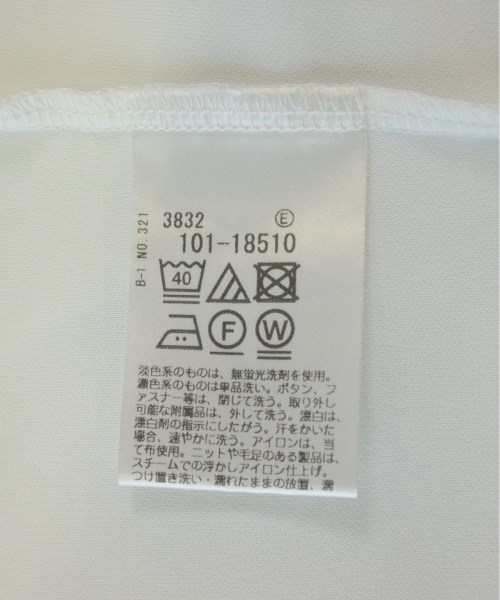 B-1 NO. 321
3832 E
101-18510
40
F W
淡色系のものは、無蛍光洗剤を使用。
濃色系のものは単品洗い。ボタン、フ
ァスナー等は、閉じて洗う。取り外し
可能な附属品は、外して洗う。漂白は、
漂白剤の指示にしたがう。汗をかいた
場合、速やかに洗う。アイロンは、当
て布使用。ニットや毛足のある製品は、
スチームでの浮かしアイロン仕上げ。
つけ置き洗い・濡れたままの放置、濡